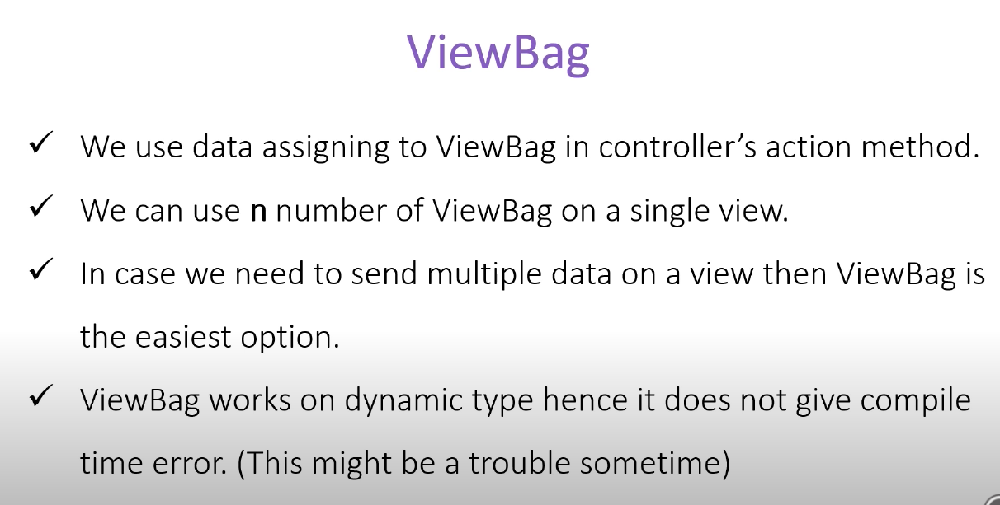 ViewBag
✓ We use data assigning to ViewBag in controller’s action method.
✓ We can use n number of ViewBag on a single view.
✓ In case we need to send multiple data on a view then ViewBag is
the easiest option.
✓ ViewBag works on dynamic type hence it does not give compile
time error. (This might be a trouble sometime)